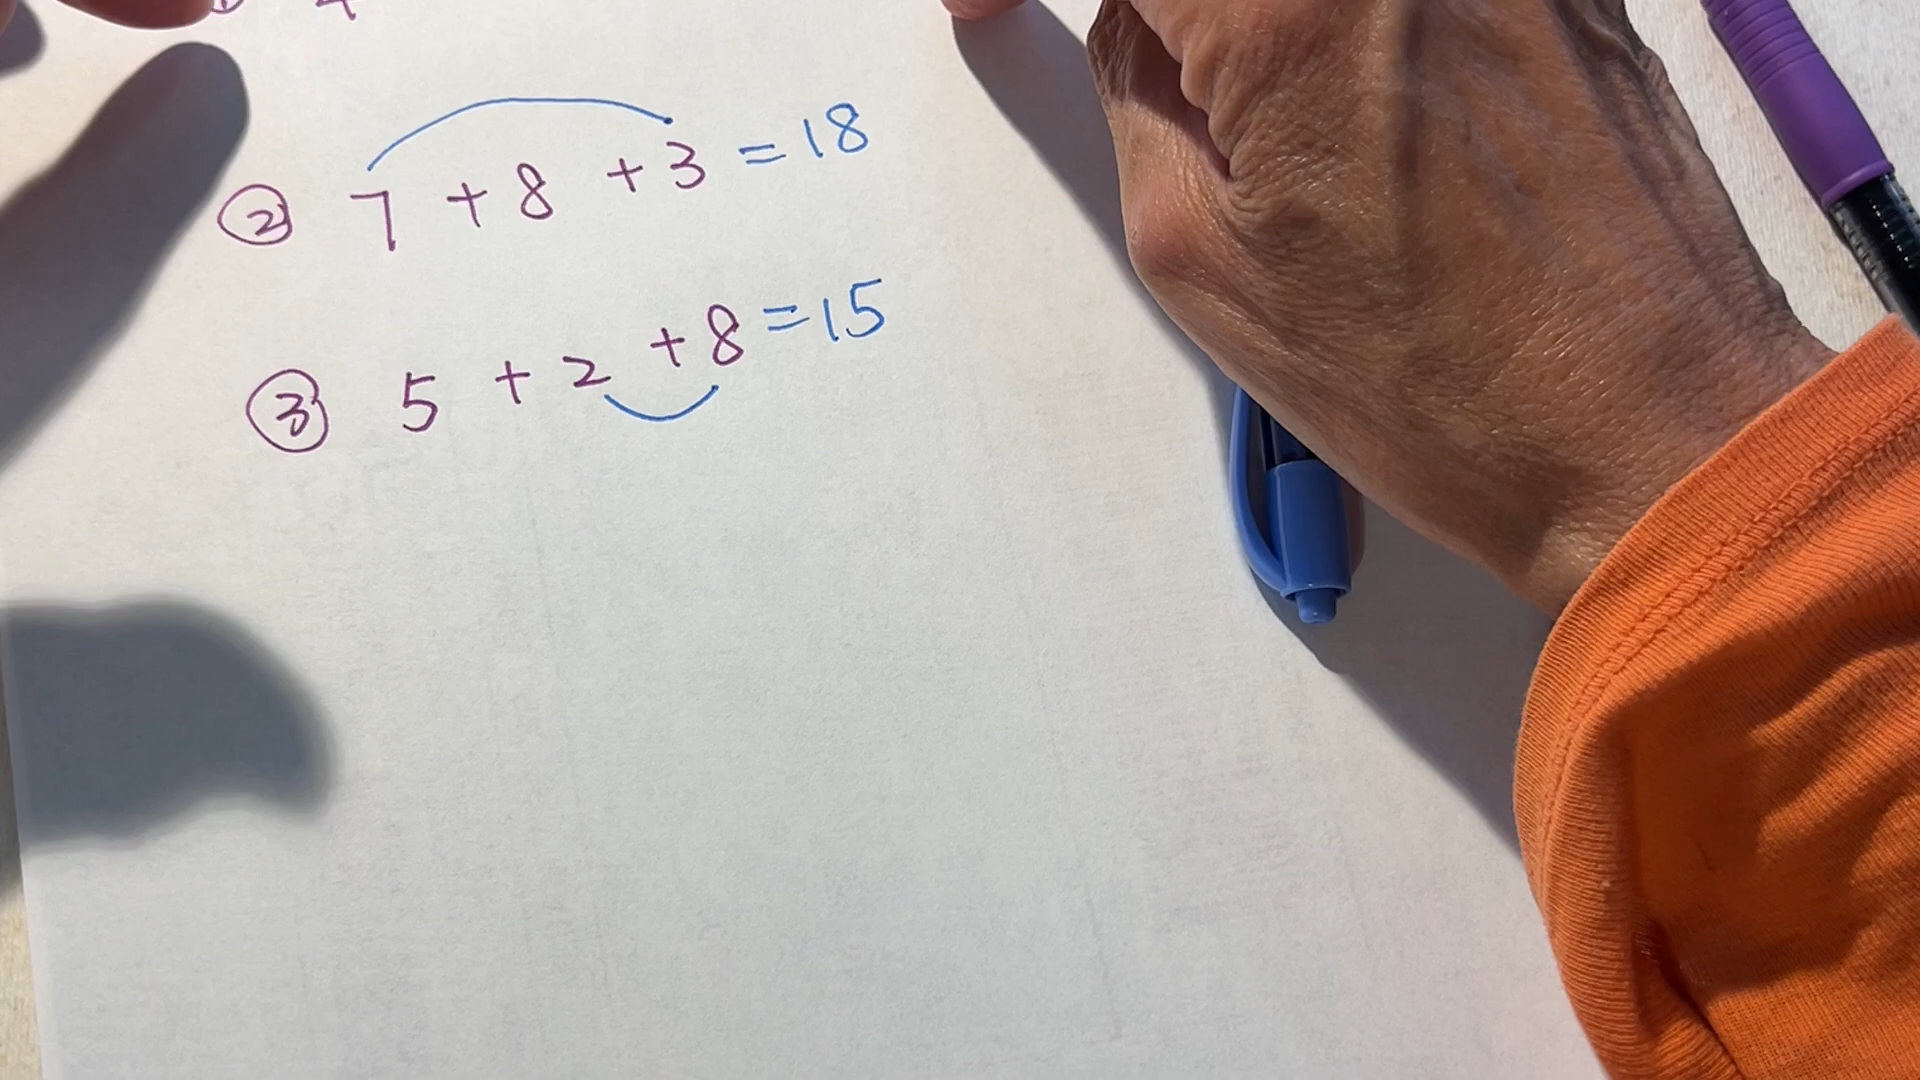 ② 7 + 8 + 3 = 18
③ 5 + 2 + 8 = 15